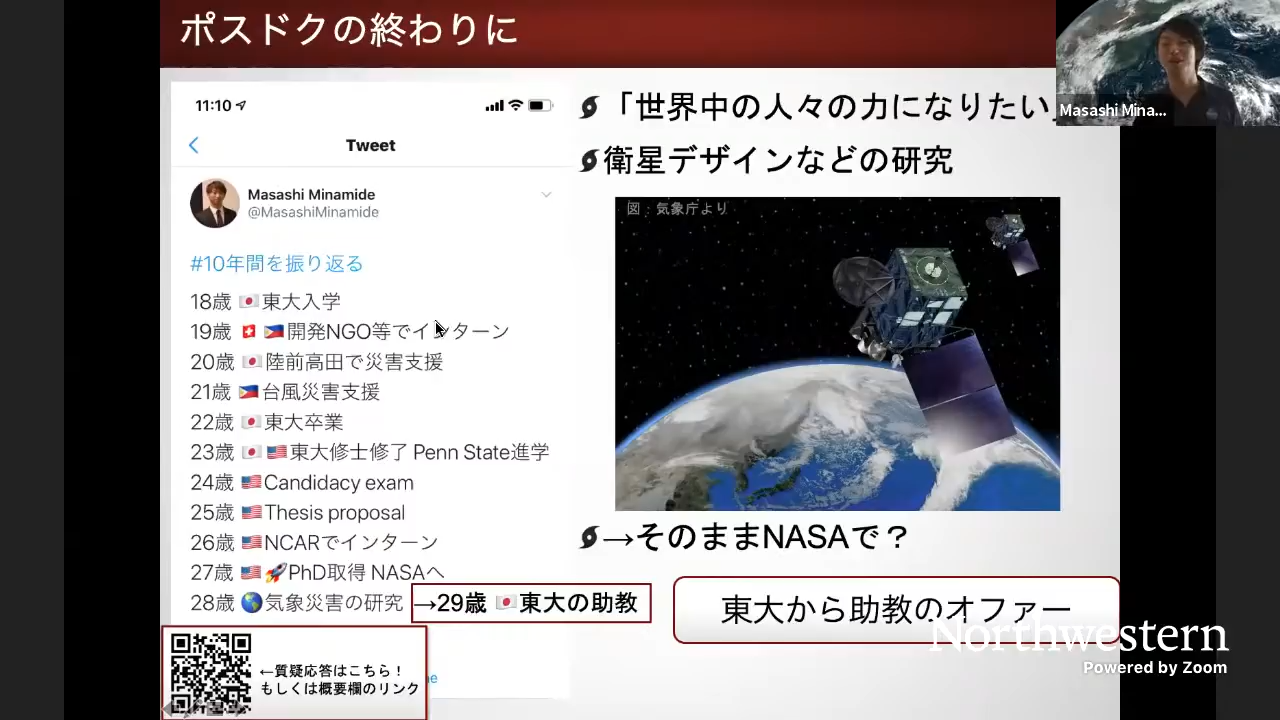 ポスドクの終わりに
Masashi Mina...
11:10
Tweet
Masashi Minamide
@MasashiMinamide
#10年間を振り返る
18歳 🇯🇵東大入学
19歳 🇨🇭 🇵🇭開発NGO等でインターン
20歳 🇯🇵陸前高田で災害支援
21歳 🇵🇭台風災害支援
22歳 🇯🇵東大卒業
23歳 🇯🇵 🇺🇸東大修士修了 Penn State進学
24歳 🇺🇸Candidacy exam
25歳 🇺🇸Thesis proposal
26歳 🇺🇸NCARでインターン
27歳 🇺🇸 🚀PhD取得 NASAへ
28歳 🌏気象災害の研究
→29歳 🇯🇵東大の助教
←質疑応答はこちら！
もしくは概要欄のリンク
「世界中の人々の力になりたい」
衛星デザインなどの研究
図：気象庁より
→そのままNASAで？
東大から助教のオファー
Northwestern
Powered by Zoom